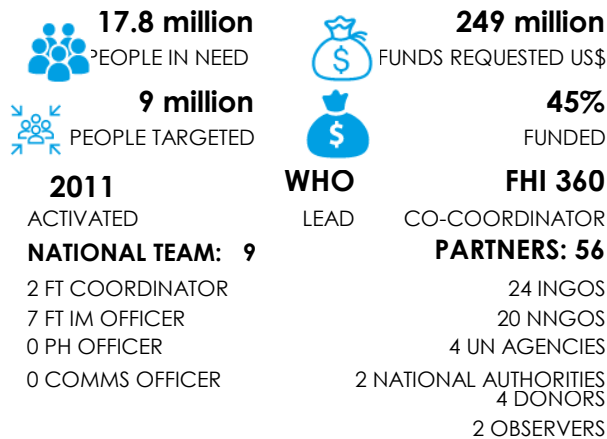 17.8 million
PEOPLE IN NEED
249 million
FUNDS REQUESTED US$
9 million
PEOPLE TARGETED
45%
FUNDED
2011
ACTIVATED
WHO
LEAD
FHI 360
CO-COORDINATOR
NATIONAL TEAM: 9
2 FT COORDINATOR
7 FT IM OFFICER
0 PH OFFICER
0 COMMS OFFICER
PARTNERS: 56
24 INGOS
20 NNGOS
4 UN AGENCIES
2 NATIONAL AUTHORITIES
4 DONORS
2 OBSERVERS